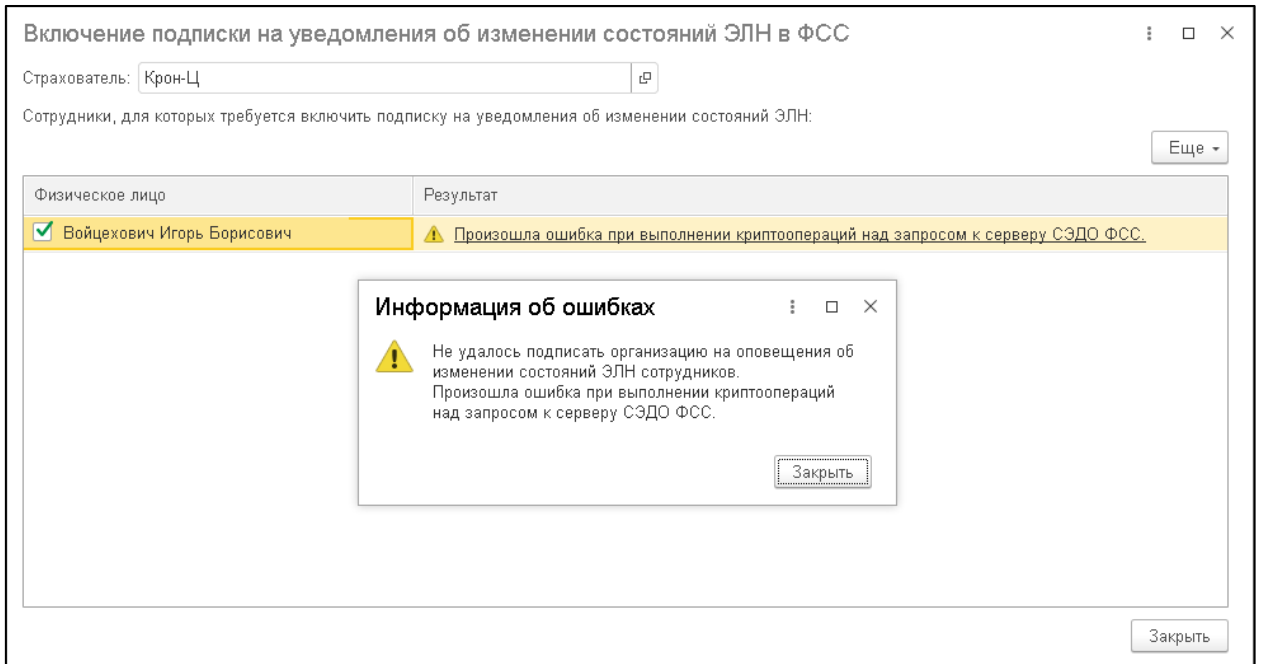 Включение подписки на уведомления об изменении состояний ЭЛН в ФСС
Страхователь: Крон-Ц
Сотрудники, для которых требуется включить подписку на уведомления об изменении состояний ЭЛН:
Еще
Физическое лицо Результат
Войцехович Игорь Борисович Произошла ошибка при выполнении криптоопераций над запросом к серверу СЭДО ФСС.
Информация об ошибках
Не удалось подписать организацию на оповещения об
изменении состояний ЭЛН сотрудников.
Произошла ошибка при выполнении криптоопераций
над запросом к серверу СЭДО ФСС.
Закрыть
Закрыть